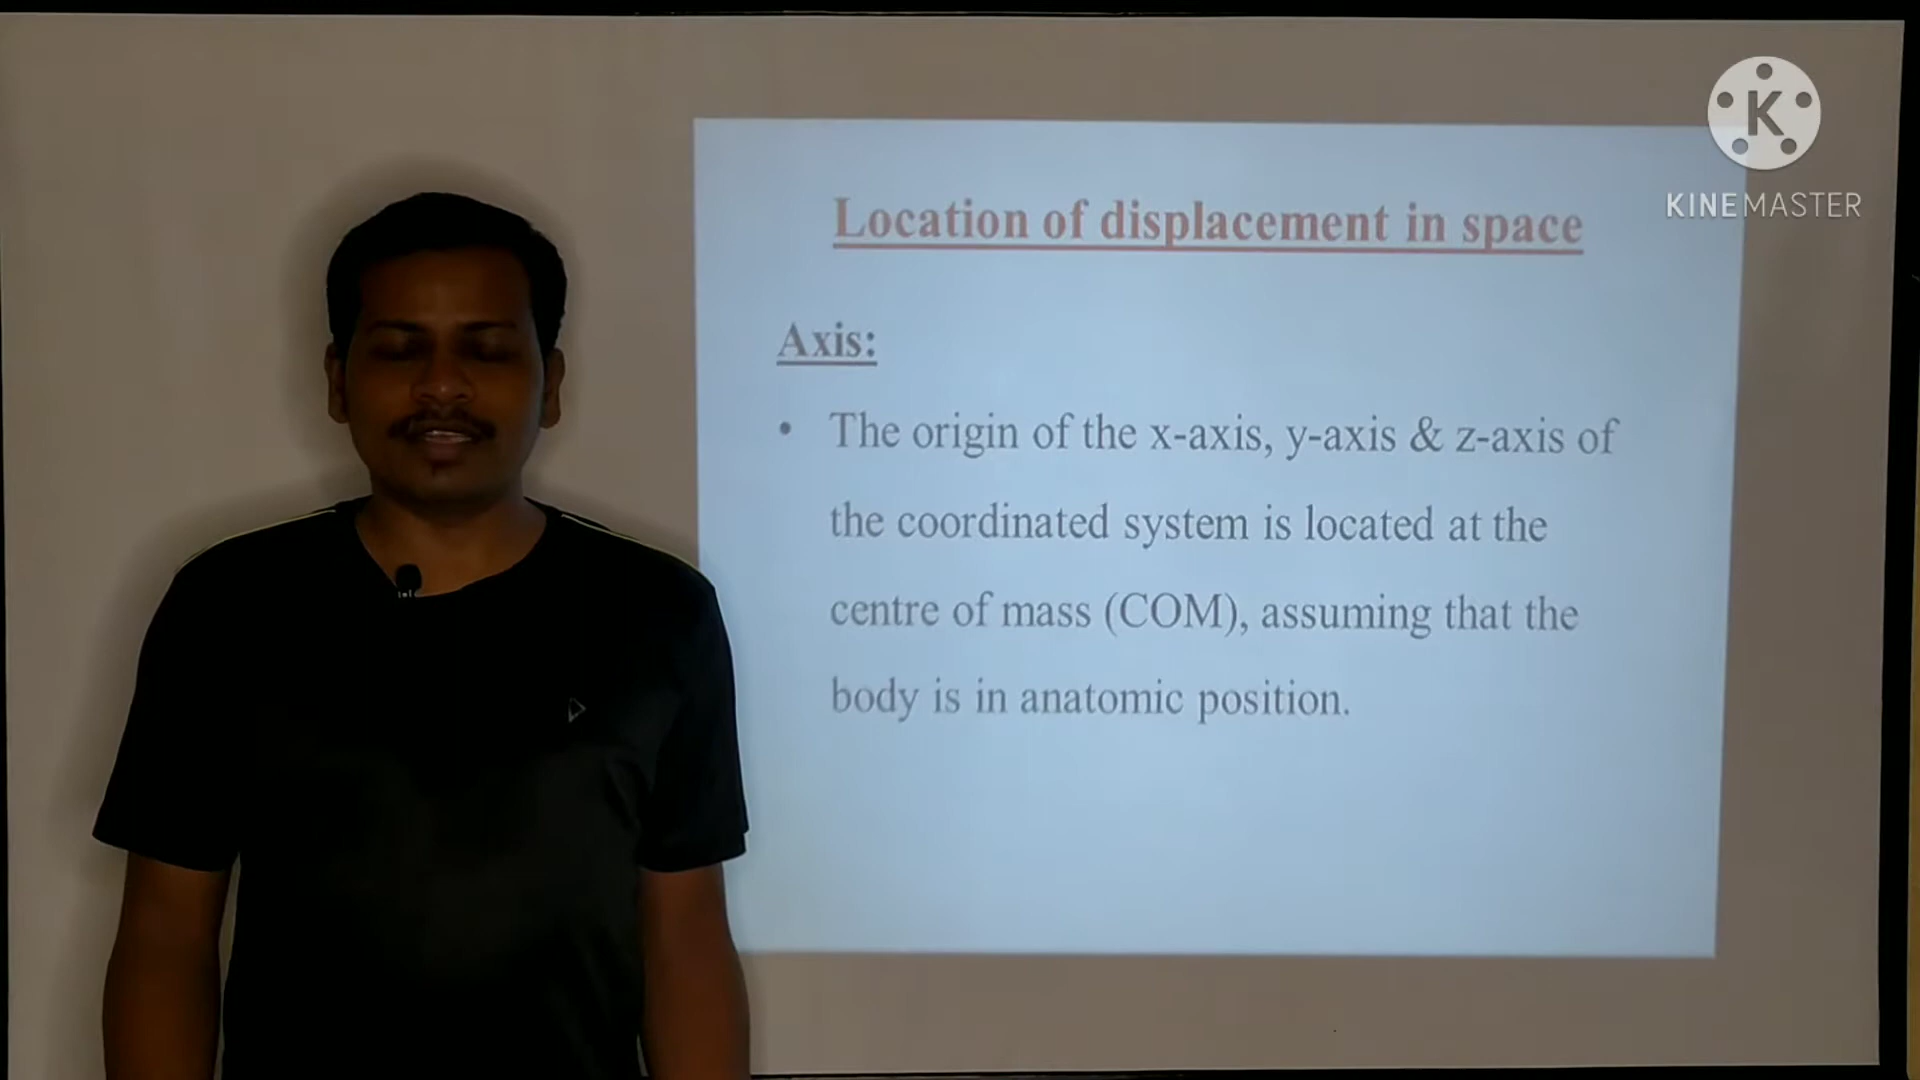 K
KINEMASTER
Location of displacement in space
Axis:
• The origin of the x-axis, y-axis & z-axis of
the coordinated system is located at the
centre of mass (COM), assuming that the
body is in anatomic position.